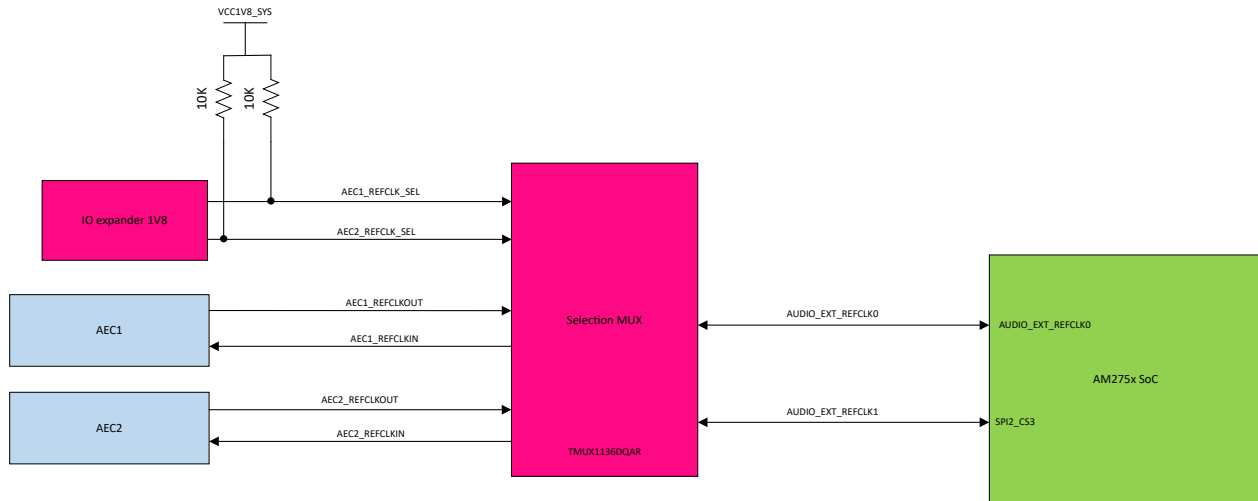 VCC1V8_SYS
10K
10K
AEC1_REFCLK_SEL
IO expander 1V8
AEC2_REFCLK_SEL
AEC1_REFCLKOUT
AEC1
AEC1_REFCLKIN
Selection MUX
AUDIO_EXT_REFCLK0
AUDIO_EXT_REFCLK0
AM275x SoC
AEC2_REFCLKOUT
AEC2
AEC2_REFCLKIN
AUDIO_EXT_REFCLK1
SPI2_CS3
TMUX1136DQAR